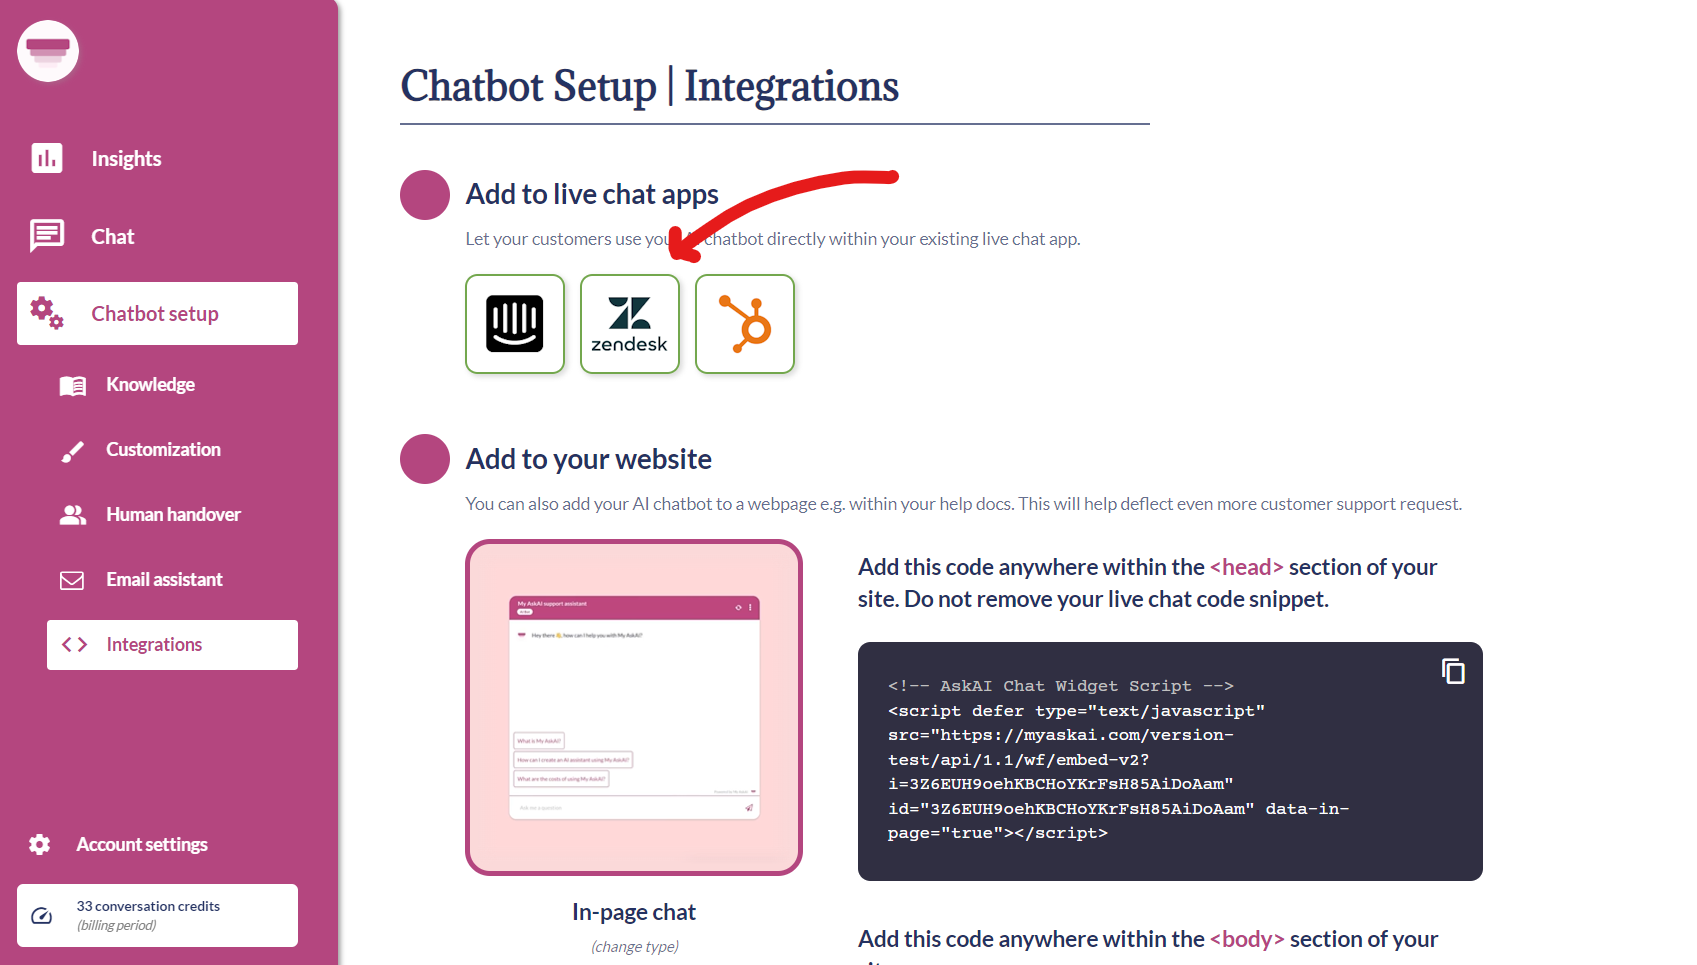 Insights
Chat
Chatbot setup
Knowledge
Customization
Human handover
Email assistant
Integrations
Account settings
33 conversation credits
(billing period)
Chatbot Setup | Integrations
Add to live chat apps
Let your customers use your AI chatbot directly within your existing live chat app.
zendesk
Add to your website
You can also add your AI chatbot to a webpage e.g. within your help docs. This will help deflect even more customer support request.
My AskAI support assistant
Hey there 👋, how can I help you with My AskAI?
What is My AskAI?
How can I create an AI assistant using My AskAI?
What are the costs of using My AskAI?
Ask me a question
In-page chat
(change type)
Add this code anywhere within the <head> section of your
site. Do not remove your live chat code snippet.
<!-- AskAI Chat Widget Script -->
<script defer type="text/javascript"
src="https://myaskai.com/version-
test/api/1.1/wf/embed-v2?
i=3Z6EUH9oehKBCHoYKrFsH85AiDoAam"
id="3Z6EUH9oehKBCHoYKrFsH85AiDoAam" data-in-
page="true"></script>
Add this code anywhere within the <body> section of your